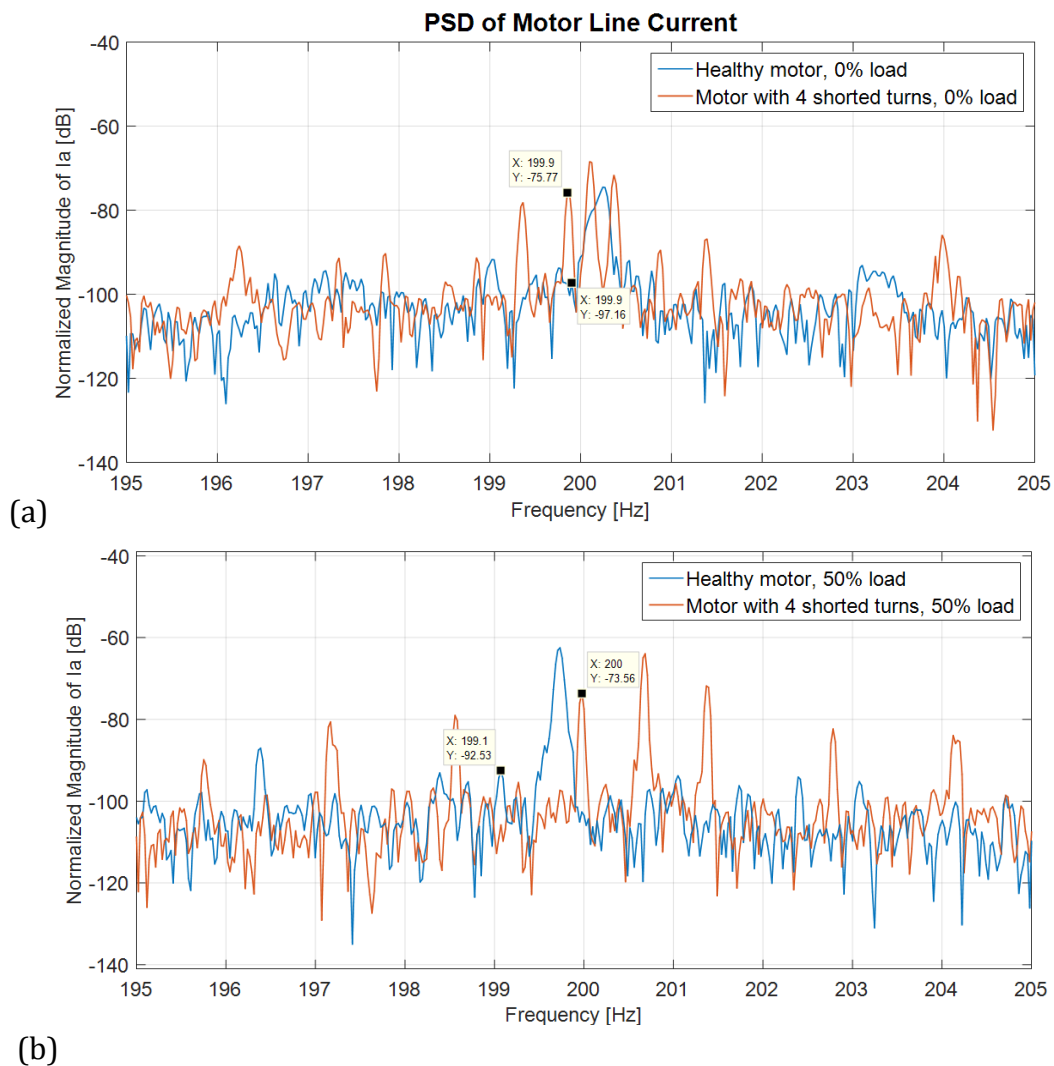 PSD of Motor Line Current
Normalized Magnitude of Ia [dB]
-40
-60
-80
-100
-120
-140
Healthy motor, 0% load
Motor with 4 shorted turns, 0% load
X: 199.9
Y: -75.77
X: 199.9
Y: -97.16
195 196 197 198 199 200 201 202 203 204 205
Frequency [Hz]
(a)
Normalized Magnitude of Ia [dB]
-40
-60
-80
-100
-120
-140
Healthy motor, 50% load
Motor with 4 shorted turns, 50% load
X: 200
Y: -73.56
X: 199.1
Y: -92.53
195 196 197 198 199 200 201 202 203 204 205
Frequency [Hz]
(b)